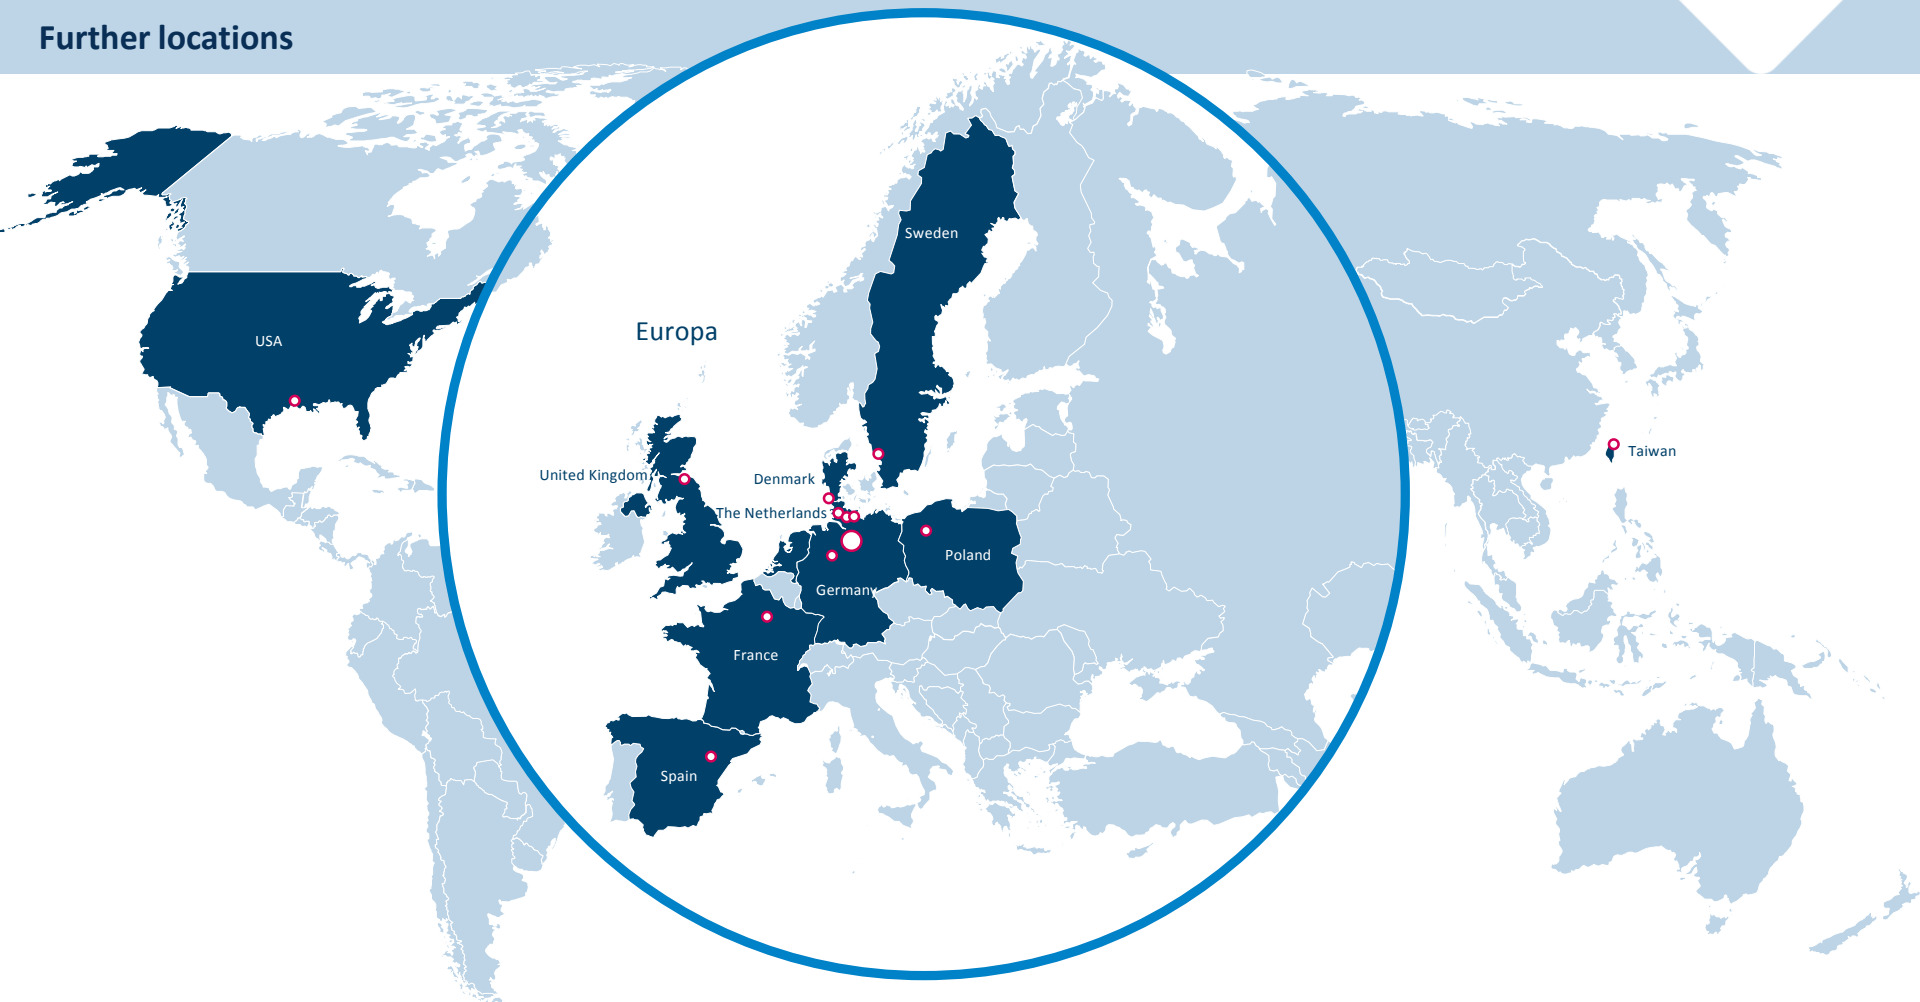 Further locations
Sweden
Europa
USA
Taiwan
United Kingdom
Denmark
The Netherlands
Poland
Germany
France
Spain